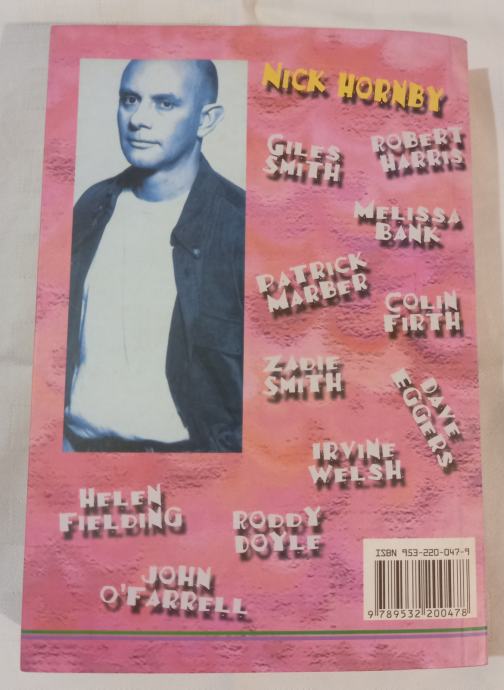 NICK HORNBY
GILES
SMITH
ROBERT
HARRIS
MELISSA
BANK
PATRICK
MARBER
COLIN
FIRTH
ZADIE
SMITH
DAVE
EGGERS
IRVINE
WELSH
HELEN
FIELDING
RODDY
DOYLE
JOHN
O'FARRELL
ISBN 953-220-047-9
9 789532 200478